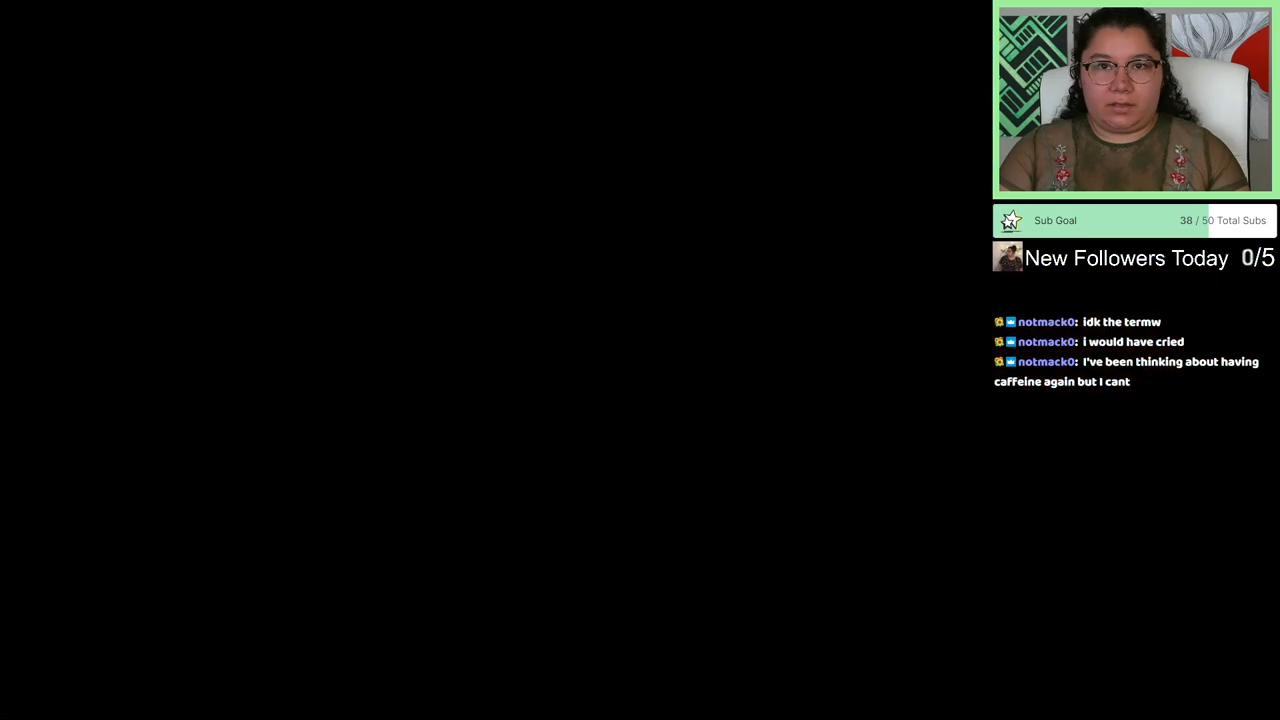 Sub Goal 38 / 50 Total Subs
New Followers Today 0/5
notmack0: idk the termw
notmack0: i would have cried
notmack0: I've been thinking about having
caffeine again but I cant